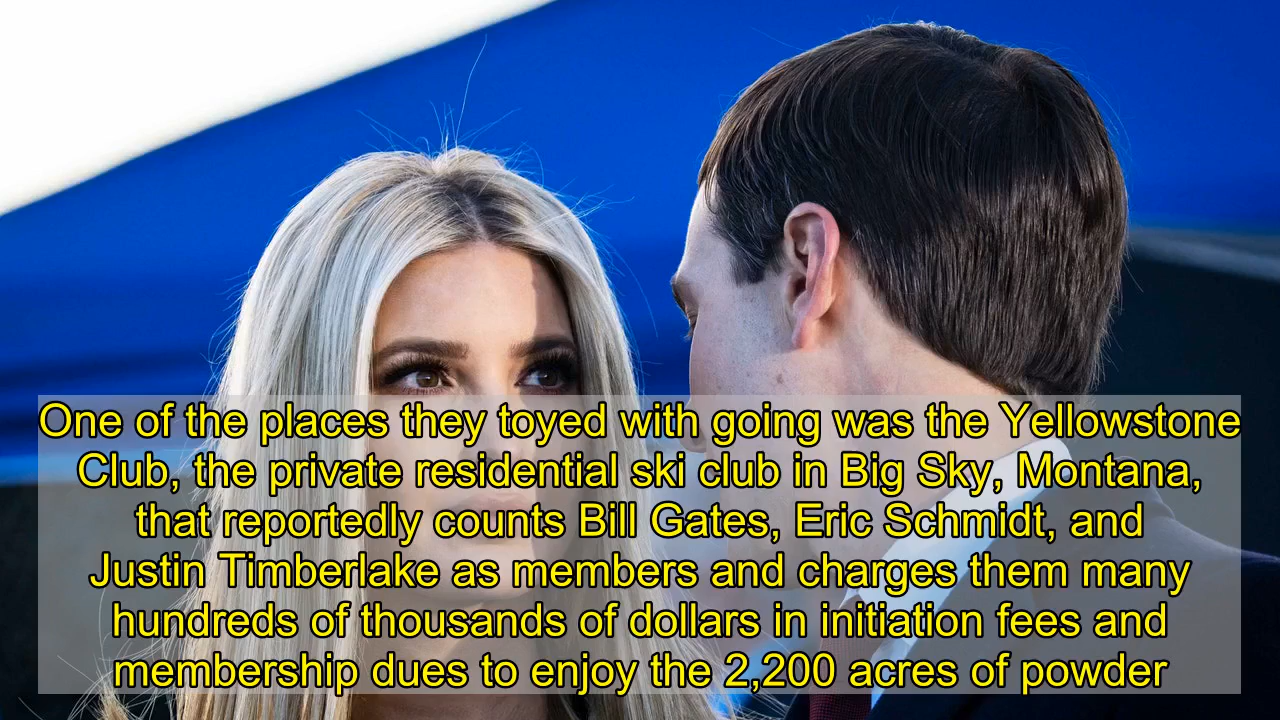 One of the places they toyed with going was the Yellowstone
Club, the private residential ski club in Big Sky, Montana,
that reportedly counts Bill Gates, Eric Schmidt, and
Justin Timberlake as members and charges them many
hundreds of thousands of dollars in initiation fees and
membership dues to enjoy the 2,200 acres of powder